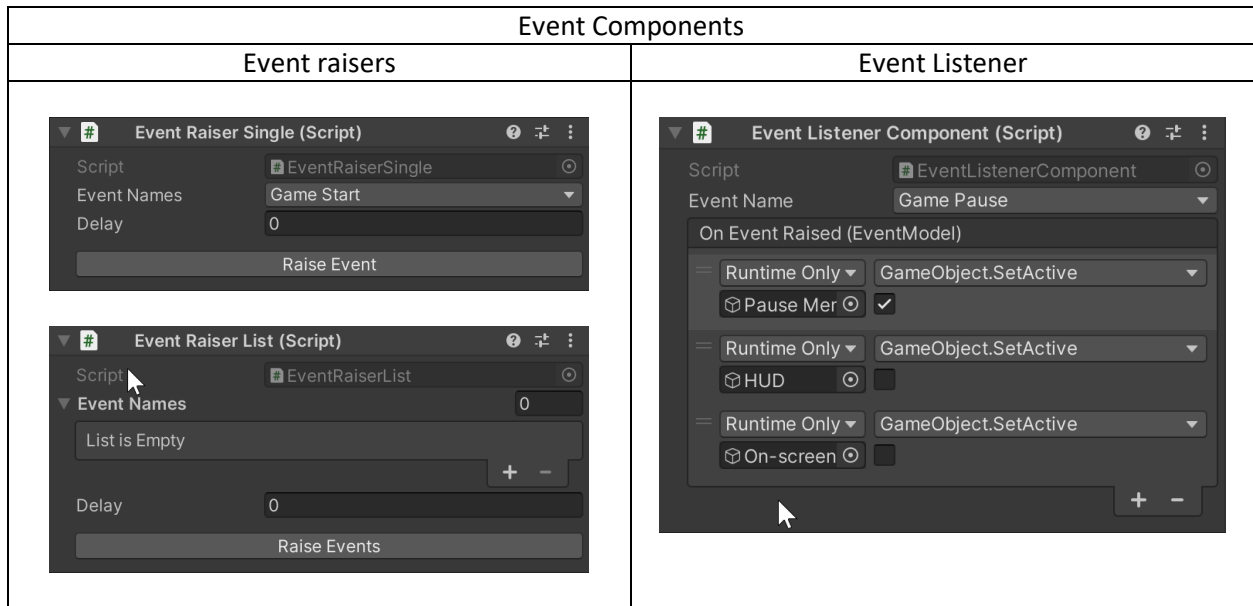 Event Components
Event raisers
Event Listener
Event Raiser Single (Script)
Script
EventRaiserSingle
Event Names
Game Start
Delay
0
Raise Event
Event Raiser List (Script)
Script
EventRaiserList
Event Names
0
List is Empty
Delay
0
Raise Events
Event Listener Component (Script)
Script
EventListenerComponent
Event Name
Game Pause
On Event Raised (EventModel)
Runtime Only
GameObject.SetActive
Pause Mer
Runtime Only
GameObject.SetActive
HUD
Runtime Only
GameObject.SetActive
On-screen